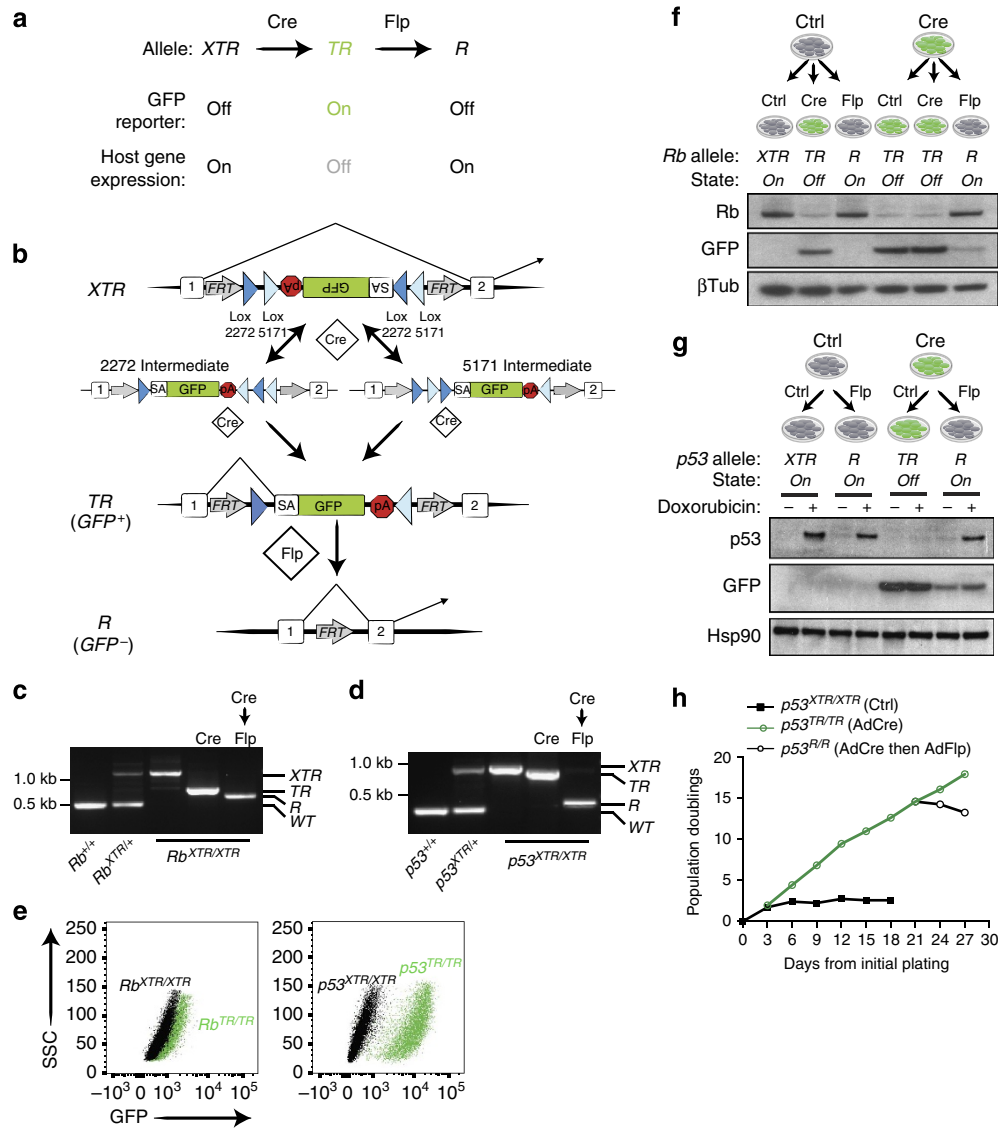 a
Cre Flp
Allele: XTR TR R
GFP reporter: Off On Off
Host gene expression: On Off On
b
XTR
1 FRT pA GFP SA FRT 2
Lox 2272 Lox 5171 Lox 2272 Lox 5171
Cre
2272 Intermediate 5171 Intermediate
1 SA GFP pA 2
1 SA GFP pA 2
Cre Cre
TR (GFP+)
1 FRT SA GFP pA FRT 2
Flp
R (GFP−)
1 FRT 2
c
Cre
Cre Flp
1.0 kb
0.5 kb
XTR
TR
R
WT
Rb+/+
RbXTR/+
RbXTR/XTR
d
Cre
Cre Flp
1.0 kb
0.5 kb
XTR
TR
R
WT
p53+/+
p53XTR/+
p53XTR/XTR
e
SSC
250
200
150
100
50
0
RbXTR/XTR
RbTR/TR
−10³ 0 10³ 10⁴ 10⁵
250
200
150
100
50
0
p53XTR/XTR
p53TR/TR
−10³ 0 10³ 10⁴ 10⁵
GFP
f
Ctrl Cre
Ctrl Cre Flp Ctrl Cre Flp
Rb allele: XTR TR R TR TR R
State: On Off On Off Off On
Rb
GFP
βTub
g
Ctrl Cre
Ctrl Flp Ctrl Flp
p53 allele: XTR R TR R
State: On On Off On
Doxorubicin: − + − + − + − +
p53
GFP
Hsp90
h
p53XTR/XTR (Ctrl)
p53TR/TR (AdCre)
p53R/R (AdCre then AdFlp)
Population doublings
20
15
10
5
0
0 3 6 9 12 15 18 21 24 27 30
Days from initial plating